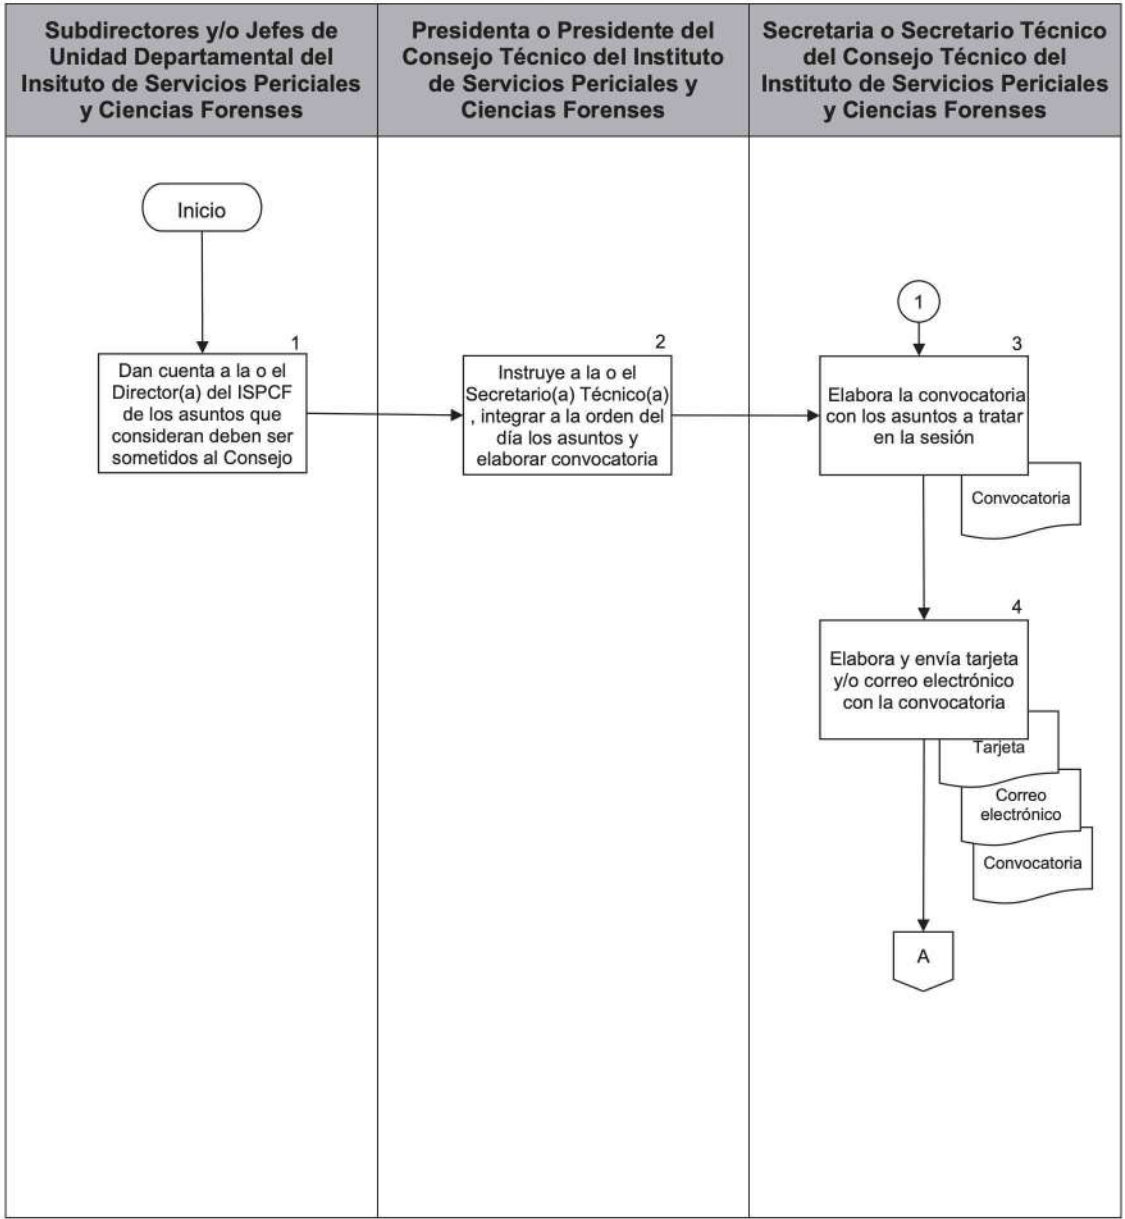 Subdirectores y/o Jefes de
Unidad Departamental del
Insituto de Servicios Periciales
y Ciencias Forenses
Presidenta o Presidente del
Consejo Técnico del Instituto
de Servicios Periciales y
Ciencias Forenses
Secretaria o Secretario Técnico
del Consejo Técnico del
Instituto de Servicios Periciales
y Ciencias Forenses
Inicio
1
Dan cuenta a la o el
Director(a) del ISPCF
de los asuntos que
consideran deben ser
sometidos al Consejo
2
Instruye a la o el
Secretario(a) Técnico(a)
, integrar a la orden del
día los asuntos y
elaborar convocatoria
1
3
Elabora la convocatoria
con los asuntos a tratar
en la sesión
Convocatoria
4
Elabora y envía tarjeta
y/o correo electrónico
con la convocatoria
Tarjeta
Correo
electrónico
Convocatoria
A